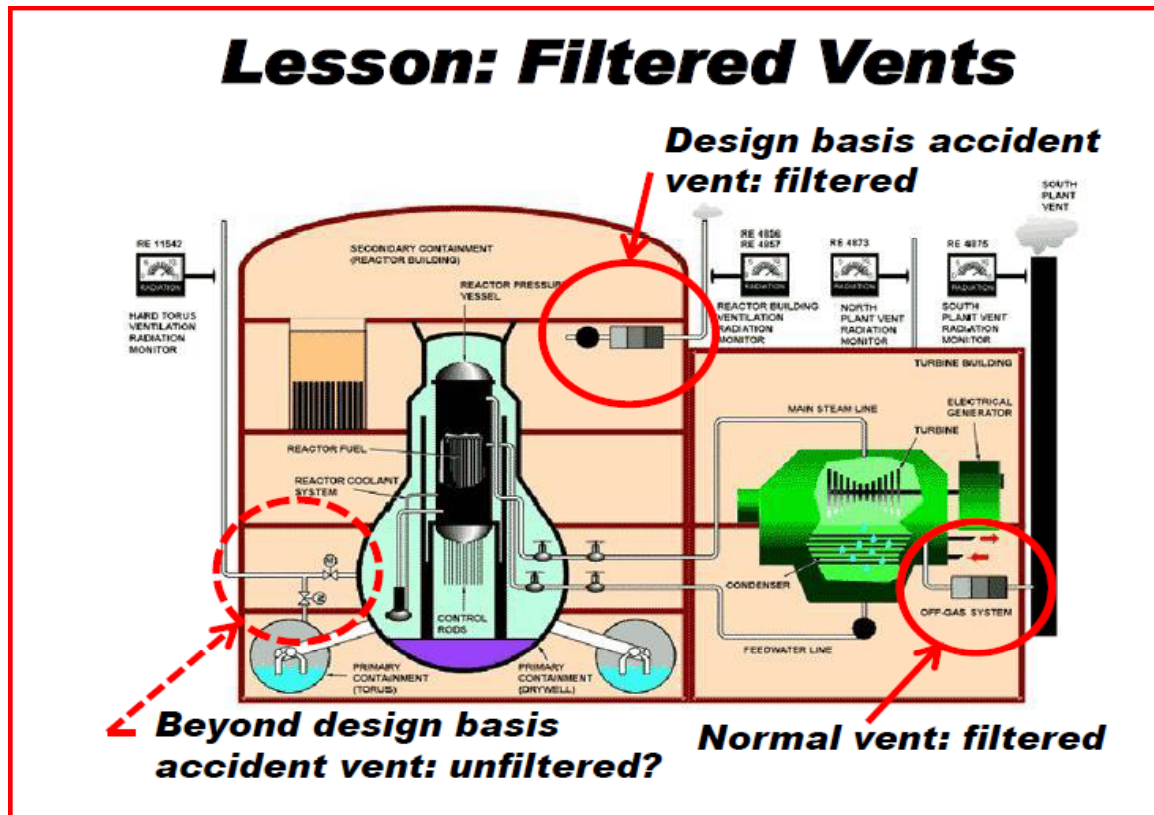 Lesson: Filtered Vents
Design basis accident
vent: filtered
SOUTH
PLANT
VENT
RE 11542
RADIATION
HARD TORUS
VENTILATION
RADIATION
MONITOR
SECONDARY CONTAINMENT
(REACTOR BUILDING)
REACTOR PRESSURE
VESSEL
RE 4856
RE 4857
RADIATION
REACTOR BUILDING
VENTILATION
RADIATION
MONITOR
RE 4873
RADIATION
NORTH
PLANT VENT
RADIATION
MONITOR
RE 4875
RADIATION
SOUTH
PLANT VENT
RADIATION
MONITOR
TURBINE BUILDING
MAIN STEAM LINE
ELECTRICAL
GENERATOR
TURBINE
REACTOR FUEL
REACTOR COOLANT
SYSTEM
CONDENSER
OFF-GAS SYSTEM
CONTROL
RODS
FEEDWATER LINE
PRIMARY
CONTAINMENT
(TORUS)
PRIMARY
CONTAINMENT
(DRYWELL)
Beyond design basis
accident vent: unfiltered?
Normal vent: filtered